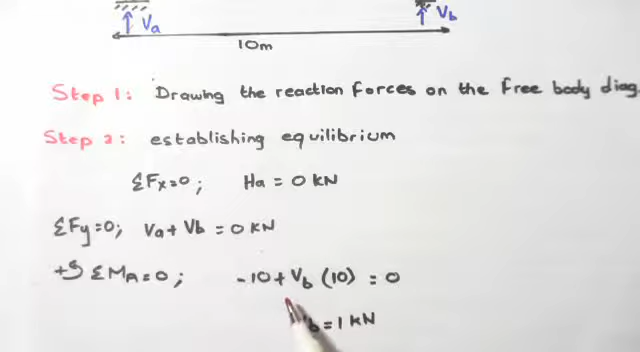 Va Vb
10m
Step 1: Drawing the reaction forces on the free body diag
Step 2: establishing equilibrium
ΣFx=0; Ha = 0 KN
ΣFy=0; Va + Vb = 0 KN
+↺ ΣMA=0; -10 + Vb (10) = 0
b = 1 KN